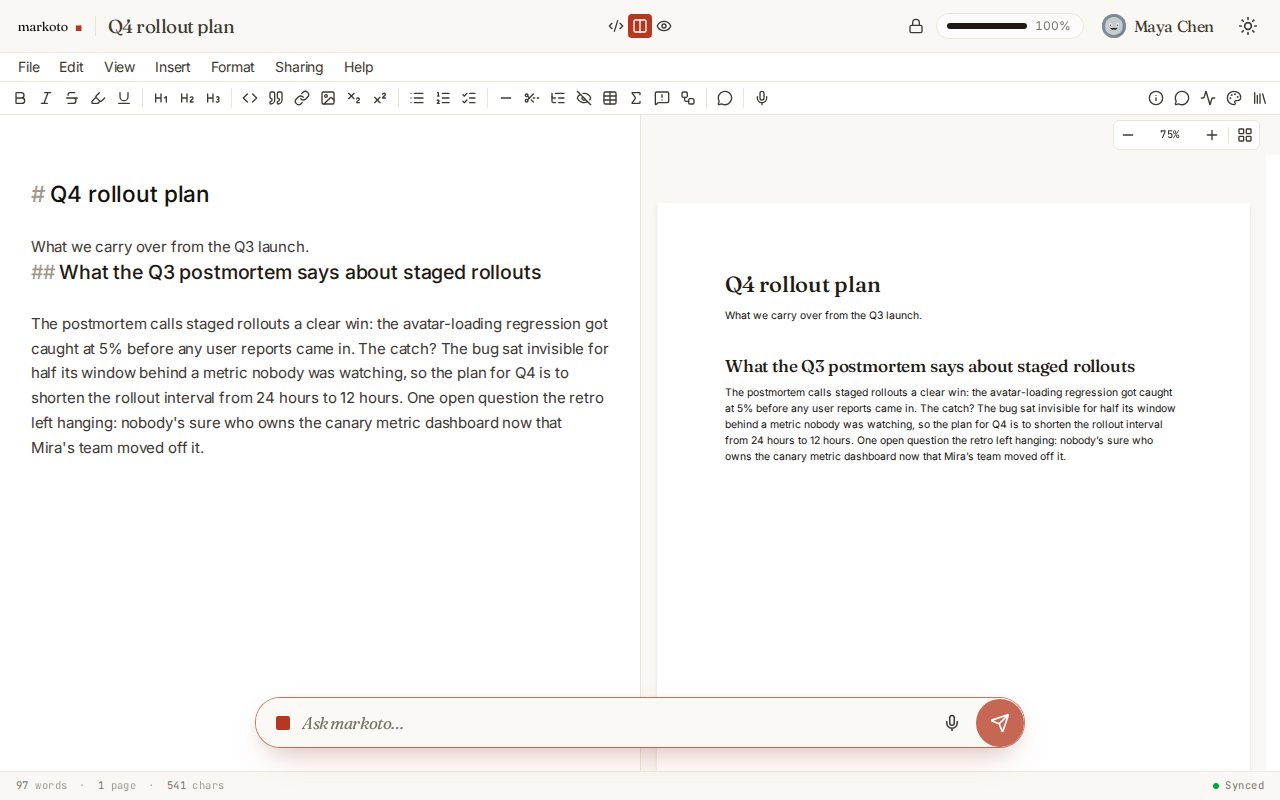 markoto
Q4 rollout plan
100%
Maya Chen
File Edit View Insert Format Sharing Help
H1 H2 H3
75%
# Q4 rollout plan
What we carry over from the Q3 launch.
## What the Q3 postmortem says about staged rollouts
The postmortem calls staged rollouts a clear win: the avatar-loading regression got
caught at 5% before any user reports came in. The catch? The bug sat invisible for
half its window behind a metric nobody was watching, so the plan for Q4 is to
shorten the rollout interval from 24 hours to 12 hours. One open question the retro
left hanging: nobody's sure who owns the canary metric dashboard now that
Mira's team moved off it.
Q4 rollout plan
What we carry over from the Q3 launch.
What the Q3 postmortem says about staged rollouts
The postmortem calls staged rollouts a clear win: the avatar-loading regression got caught
at 5% before any user reports came in. The catch? The bug sat invisible for half its window
behind a metric nobody was watching, so the plan for Q4 is to shorten the rollout interval
from 24 hours to 12 hours. One open question the retro left hanging: nobody’s sure who
owns the canary metric dashboard now that Mira’s team moved off it.
Ask markoto...
97 words · 1 page · 541 chars
Synced